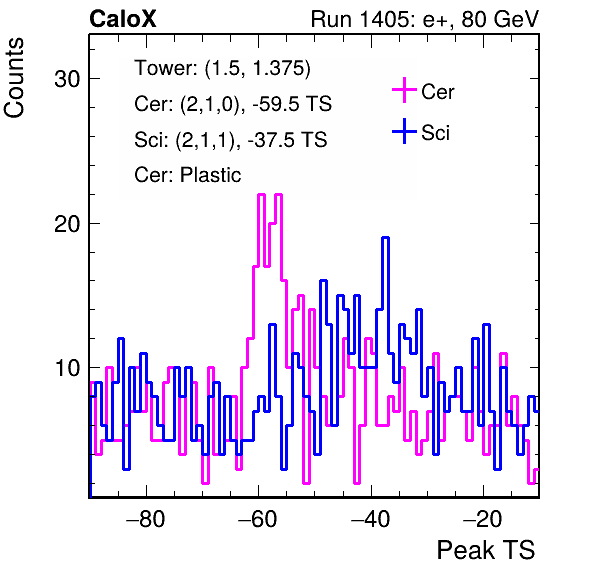 CaloX Run 1405: e+, 80 GeV
Counts
Tower: (1.5, 1.375)
Cer: (2,1,0), -59.5 TS
Sci: (2,1,1), -37.5 TS
Cer: Plastic
Cer
Sci
30
20
10
−80 −60 −40 −20
Peak TS